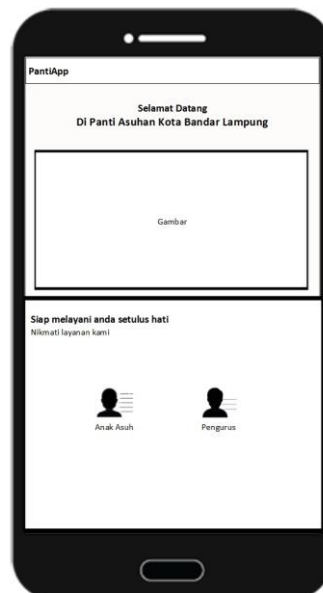 PantiApp
Selamat Datang
Di Panti Asuhan Kota Bandar Lampung
Gambar
Siap melayani anda setulus hati
Nikmati layanan kami
Anak Asuh
Pengurus